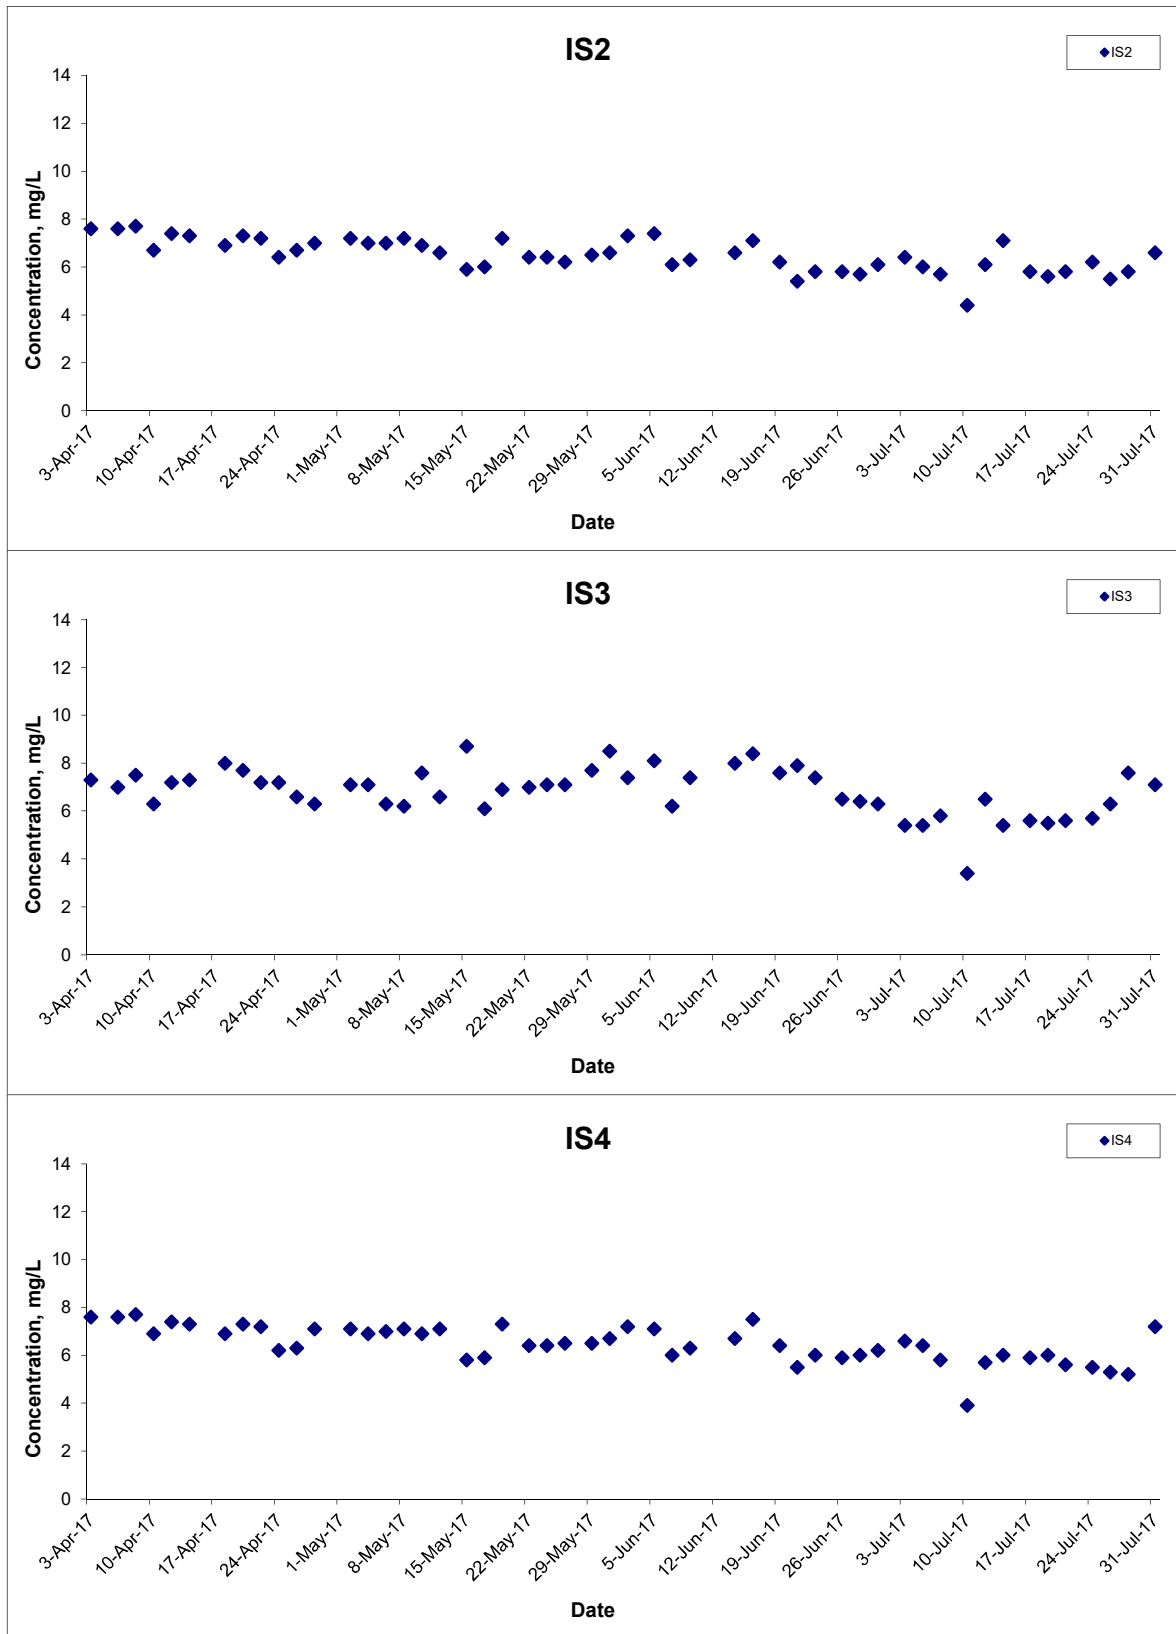 IS2
IS2
14
12
10
8
6
4
2
0
Concentration, mg/L
3-Apr-17
10-Apr-17
17-Apr-17
24-Apr-17
1-May-17
8-May-17
15-May-17
22-May-17
29-May-17
5-Jun-17
12-Jun-17
19-Jun-17
26-Jun-17
3-Jul-17
10-Jul-17
17-Jul-17
24-Jul-17
31-Jul-17
Date
IS3
IS3
14
12
10
8
6
4
2
0
Concentration, mg/L
3-Apr-17
10-Apr-17
17-Apr-17
24-Apr-17
1-May-17
8-May-17
15-May-17
22-May-17
29-May-17
5-Jun-17
12-Jun-17
19-Jun-17
26-Jun-17
3-Jul-17
10-Jul-17
17-Jul-17
24-Jul-17
31-Jul-17
Date
IS4
IS4
14
12
10
8
6
4
2
0
Concentration, mg/L
3-Apr-17
10-Apr-17
17-Apr-17
24-Apr-17
1-May-17
8-May-17
15-May-17
22-May-17
29-May-17
5-Jun-17
12-Jun-17
19-Jun-17
26-Jun-17
3-Jul-17
10-Jul-17
17-Jul-17
24-Jul-17
31-Jul-17
Date